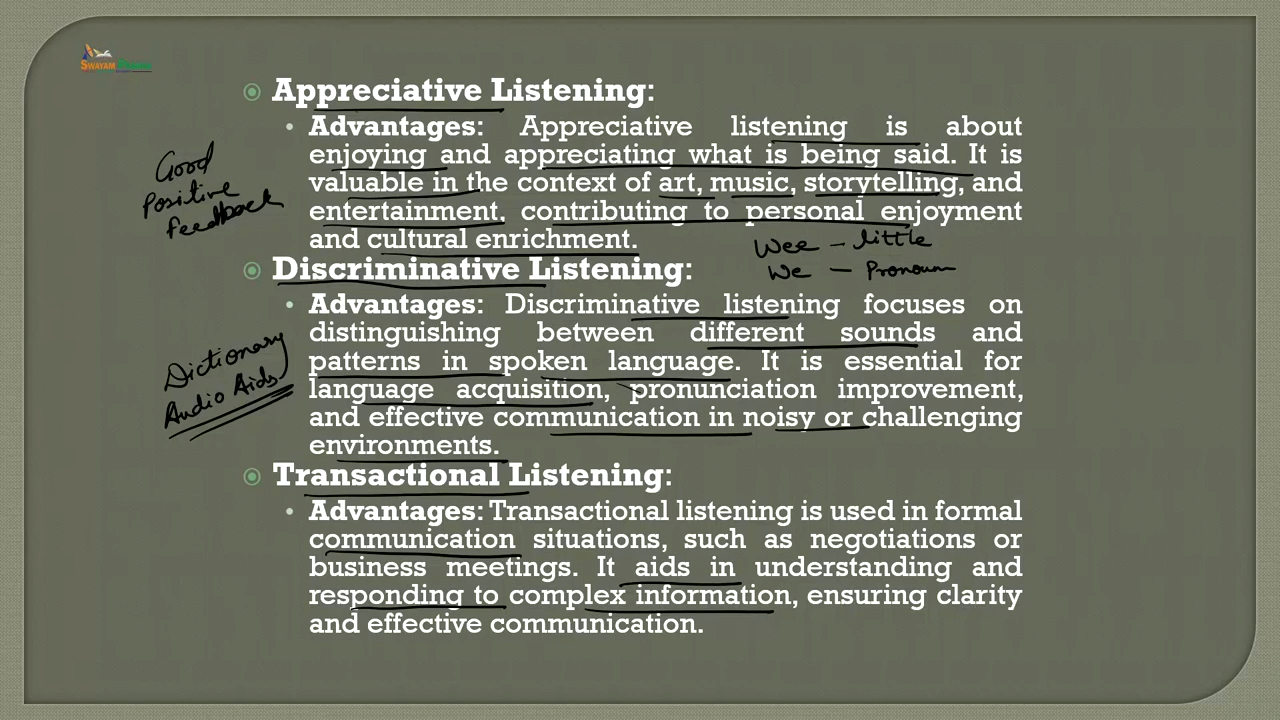 SWAYAM
Appreciative Listening:
Advantages: Appreciative listening is about
enjoying and appreciating what is being said. It is
valuable in the context of art, music, storytelling, and
entertainment, contributing to personal enjoyment
and cultural enrichment.
Good
Positive
Feedback
Wee – little
We – Pronoun
Discriminative Listening:
Advantages: Discriminative listening focuses on
distinguishing between different sounds and
patterns in spoken language. It is essential for
language acquisition, pronunciation improvement,
and effective communication in noisy or challenging
environments.
Dictionary
Audio Aids
Transactional Listening:
Advantages: Transactional listening is used in formal
communication situations, such as negotiations or
business meetings. It aids in understanding and
responding to complex information, ensuring clarity
and effective communication.